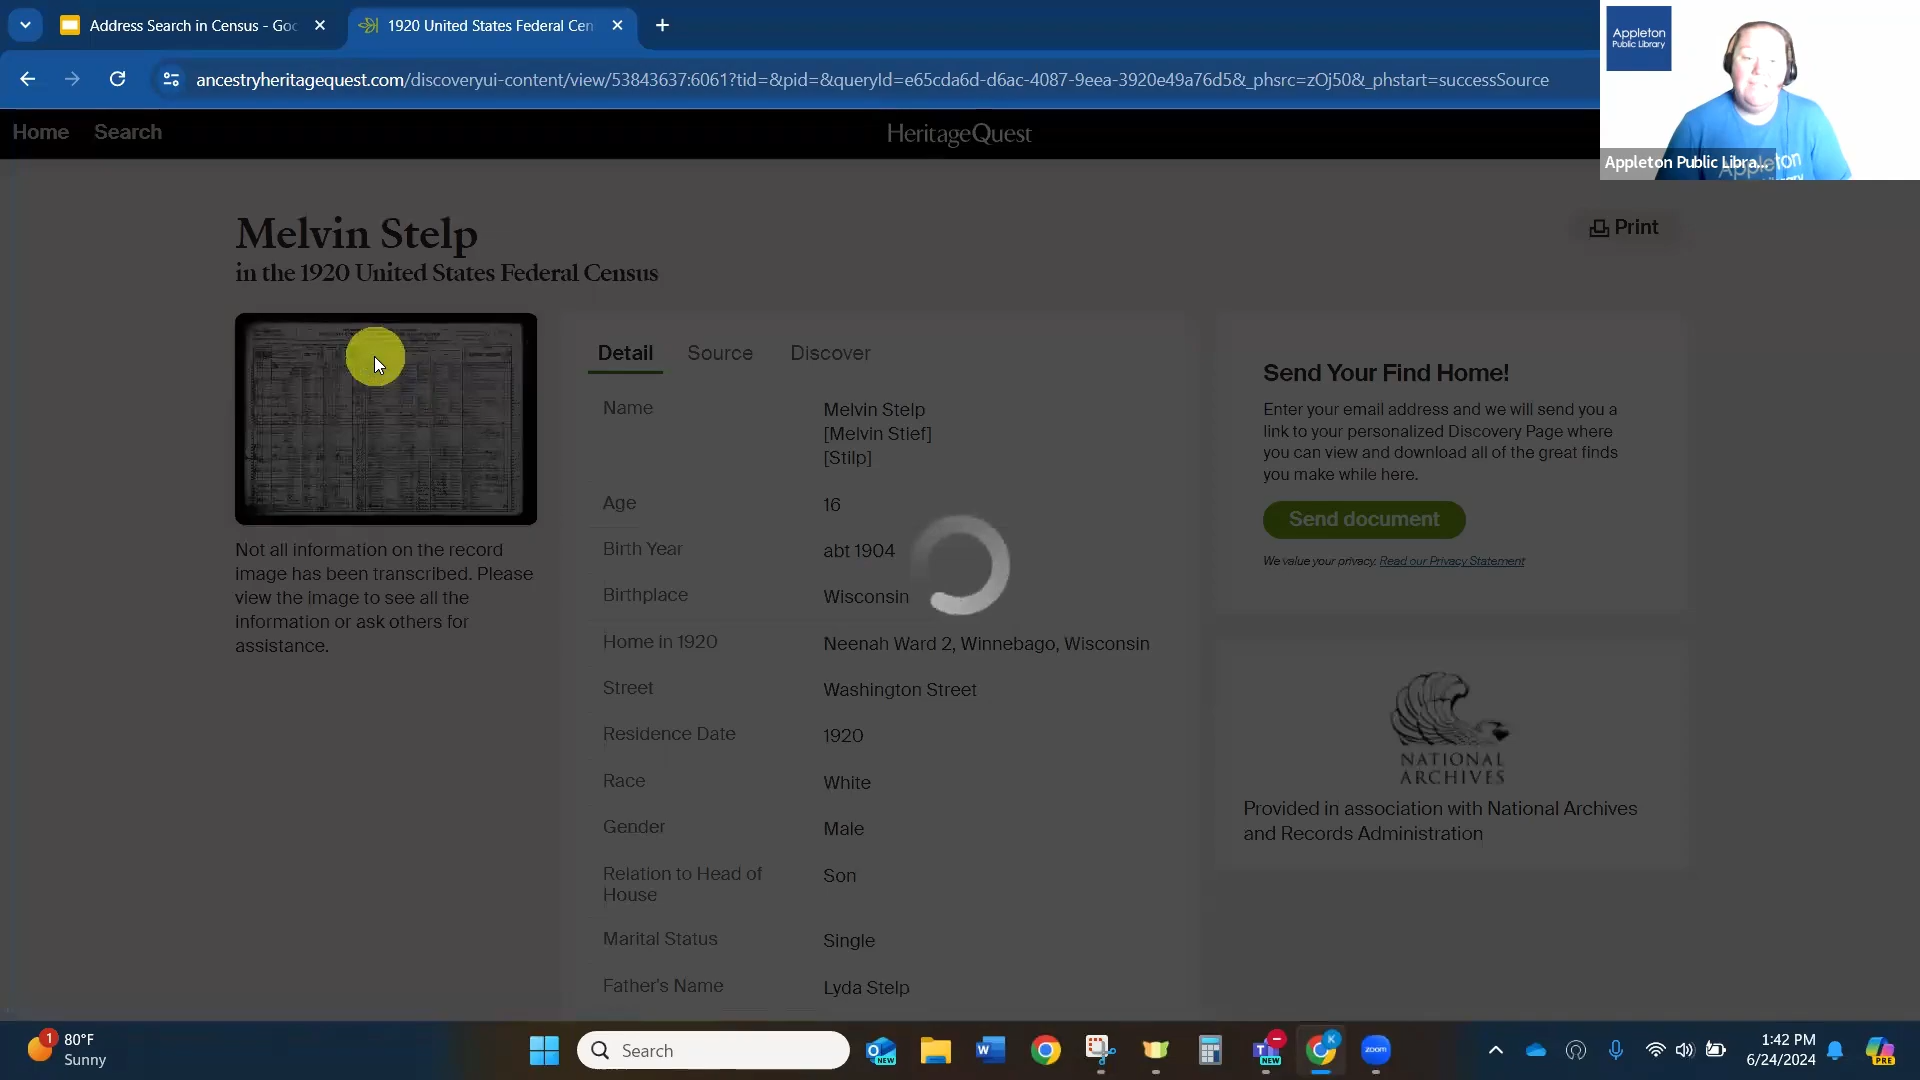 Address Search in Census - Goo
1920 United States Federal Cen
ancestryheritagequest.com/discoveryui-content/view/53843637:6061?tid=&pid=&queryId=e65cda6d-d6ac-4087-9eea-3920e49a76d5&_phsrc=zOj50&_phstart=successSource
Appleton
Public Library
Appleton Public Libra...
Home
Search
HeritageQuest
Melvin Stelp
in the 1920 United States Federal Census
Print
Not all information on the record
image has been transcribed. Please
view the image to see all the
information or ask others for
assistance.
Detail
Source
Discover
Name
Melvin Stelp
[Melvin Stief]
[Stilp]
Age
16
Birth Year
abt 1904
Birthplace
Wisconsin
Home in 1920
Neenah Ward 2, Winnebago, Wisconsin
Street
Washington Street
Residence Date
1920
Race
White
Gender
Male
Relation to Head of
House
Son
Marital Status
Single
Father's Name
Lyda Stelp
Send Your Find Home!
Enter your email address and we will send you a
link to your personalized Discovery Page where
you can view and download all of the great finds
you make while here.
Send document
We value your privacy. Read our Privacy Statement
NATIONAL
ARCHIVES
Provided in association with National Archives
and Records Administration
1
80°F
Sunny
Search
NEW
NEW
K
zoom
1:42 PM
6/24/2024
PRE